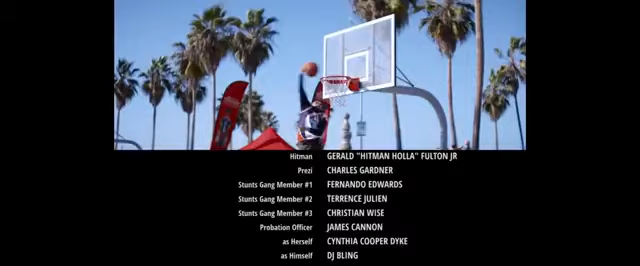 Hitman GERALD "HITMAN HOLLA" FULTON JR
Prezi CHARLES GARDNER
Stunts Gang Member #1 FERNANDO EDWARDS
Stunts Gang Member #2 TERRENCE JULIEN
Stunts Gang Member #3 CHRISTIAN WISE
Probation Officer JAMES CANNON
as Herself CYNTHIA COOPER DYKE
as Himself DJ BLING